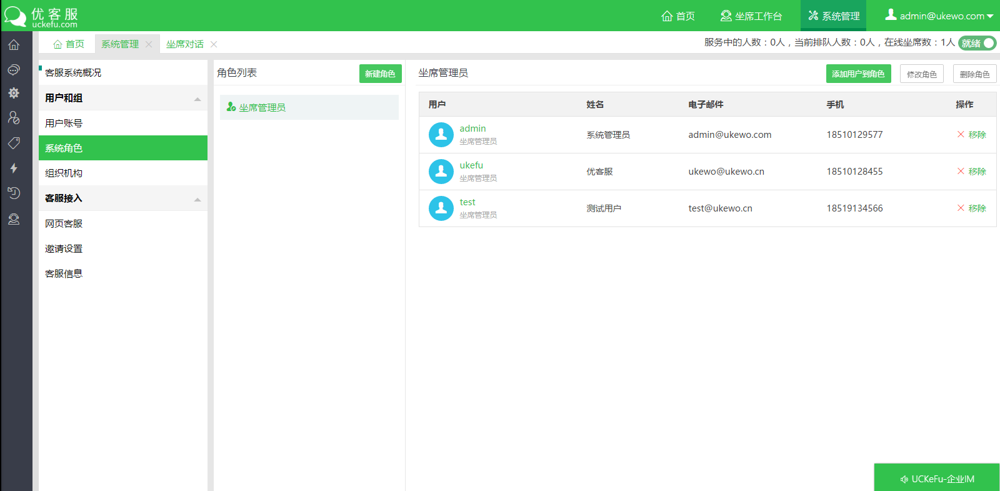 优客服
uckefu.com
首页
坐席工作台
系统管理
admin@ukewo.com
首页
系统管理
坐席对话
服务中的人数：0人，当前排队人数：0人，在线坐席数：1人
就绪
客服系统概况
用户和组
用户账号
系统角色
组织机构
客服接入
网页客服
邀请设置
客服信息
角色列表
新建角色
坐席管理员
坐席管理员
添加用户到角色
修改角色
删除角色
用户 姓名 电子邮件 手机 操作
admin
坐席管理员
系统管理员 admin@ukewo.com 18510129577 移除
ukefu
坐席管理员
优客服 ukewo@ukewo.cn 18510128455 移除
test
坐席管理员
测试用户 test@ukewo.cn 18519134566 移除
UCKeFu-企业IM